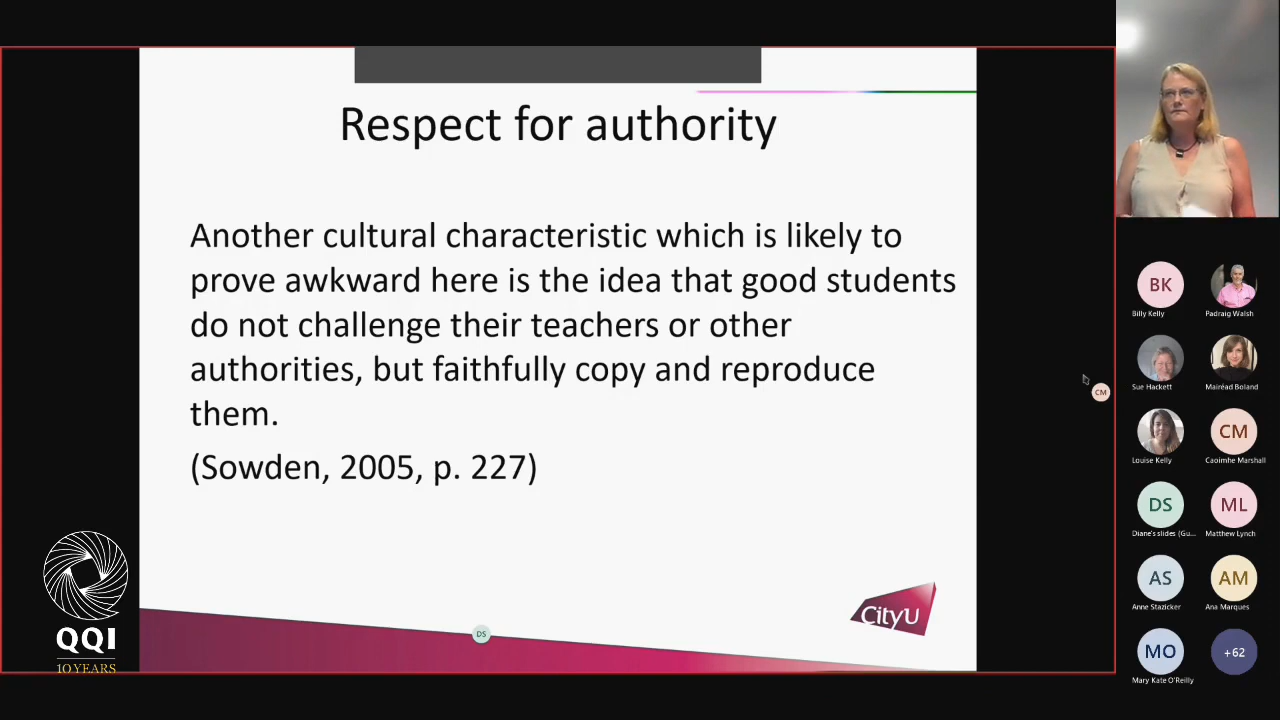 Respect for authority
Another cultural characteristic which is likely to
prove awkward here is the idea that good students
do not challenge their teachers or other
authorities, but faithfully copy and reproduce
them.
(Sowden, 2005, p. 227)
CityU
DS
QQI
10 YEARS
CM
BK
Billy Kelly
Padraig Walsh
Sue Hackett
Mairéad Boland
CM
Louise Kelly
Caoimhe Marshall
DS
ML
Diane's slides (Gu...
Matthew Lynch
AS
AM
Anne Stazicker
Ana Marques
MO
+62
Mary Kate O'Reilly